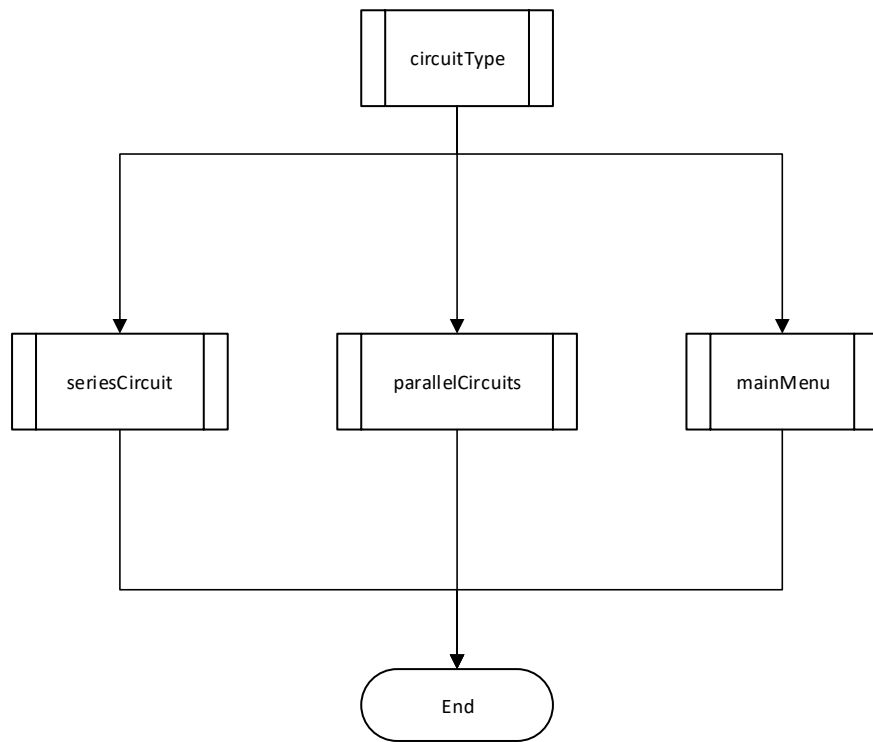 circuitType
seriesCircuit
parallelCircuits
mainMenu
End